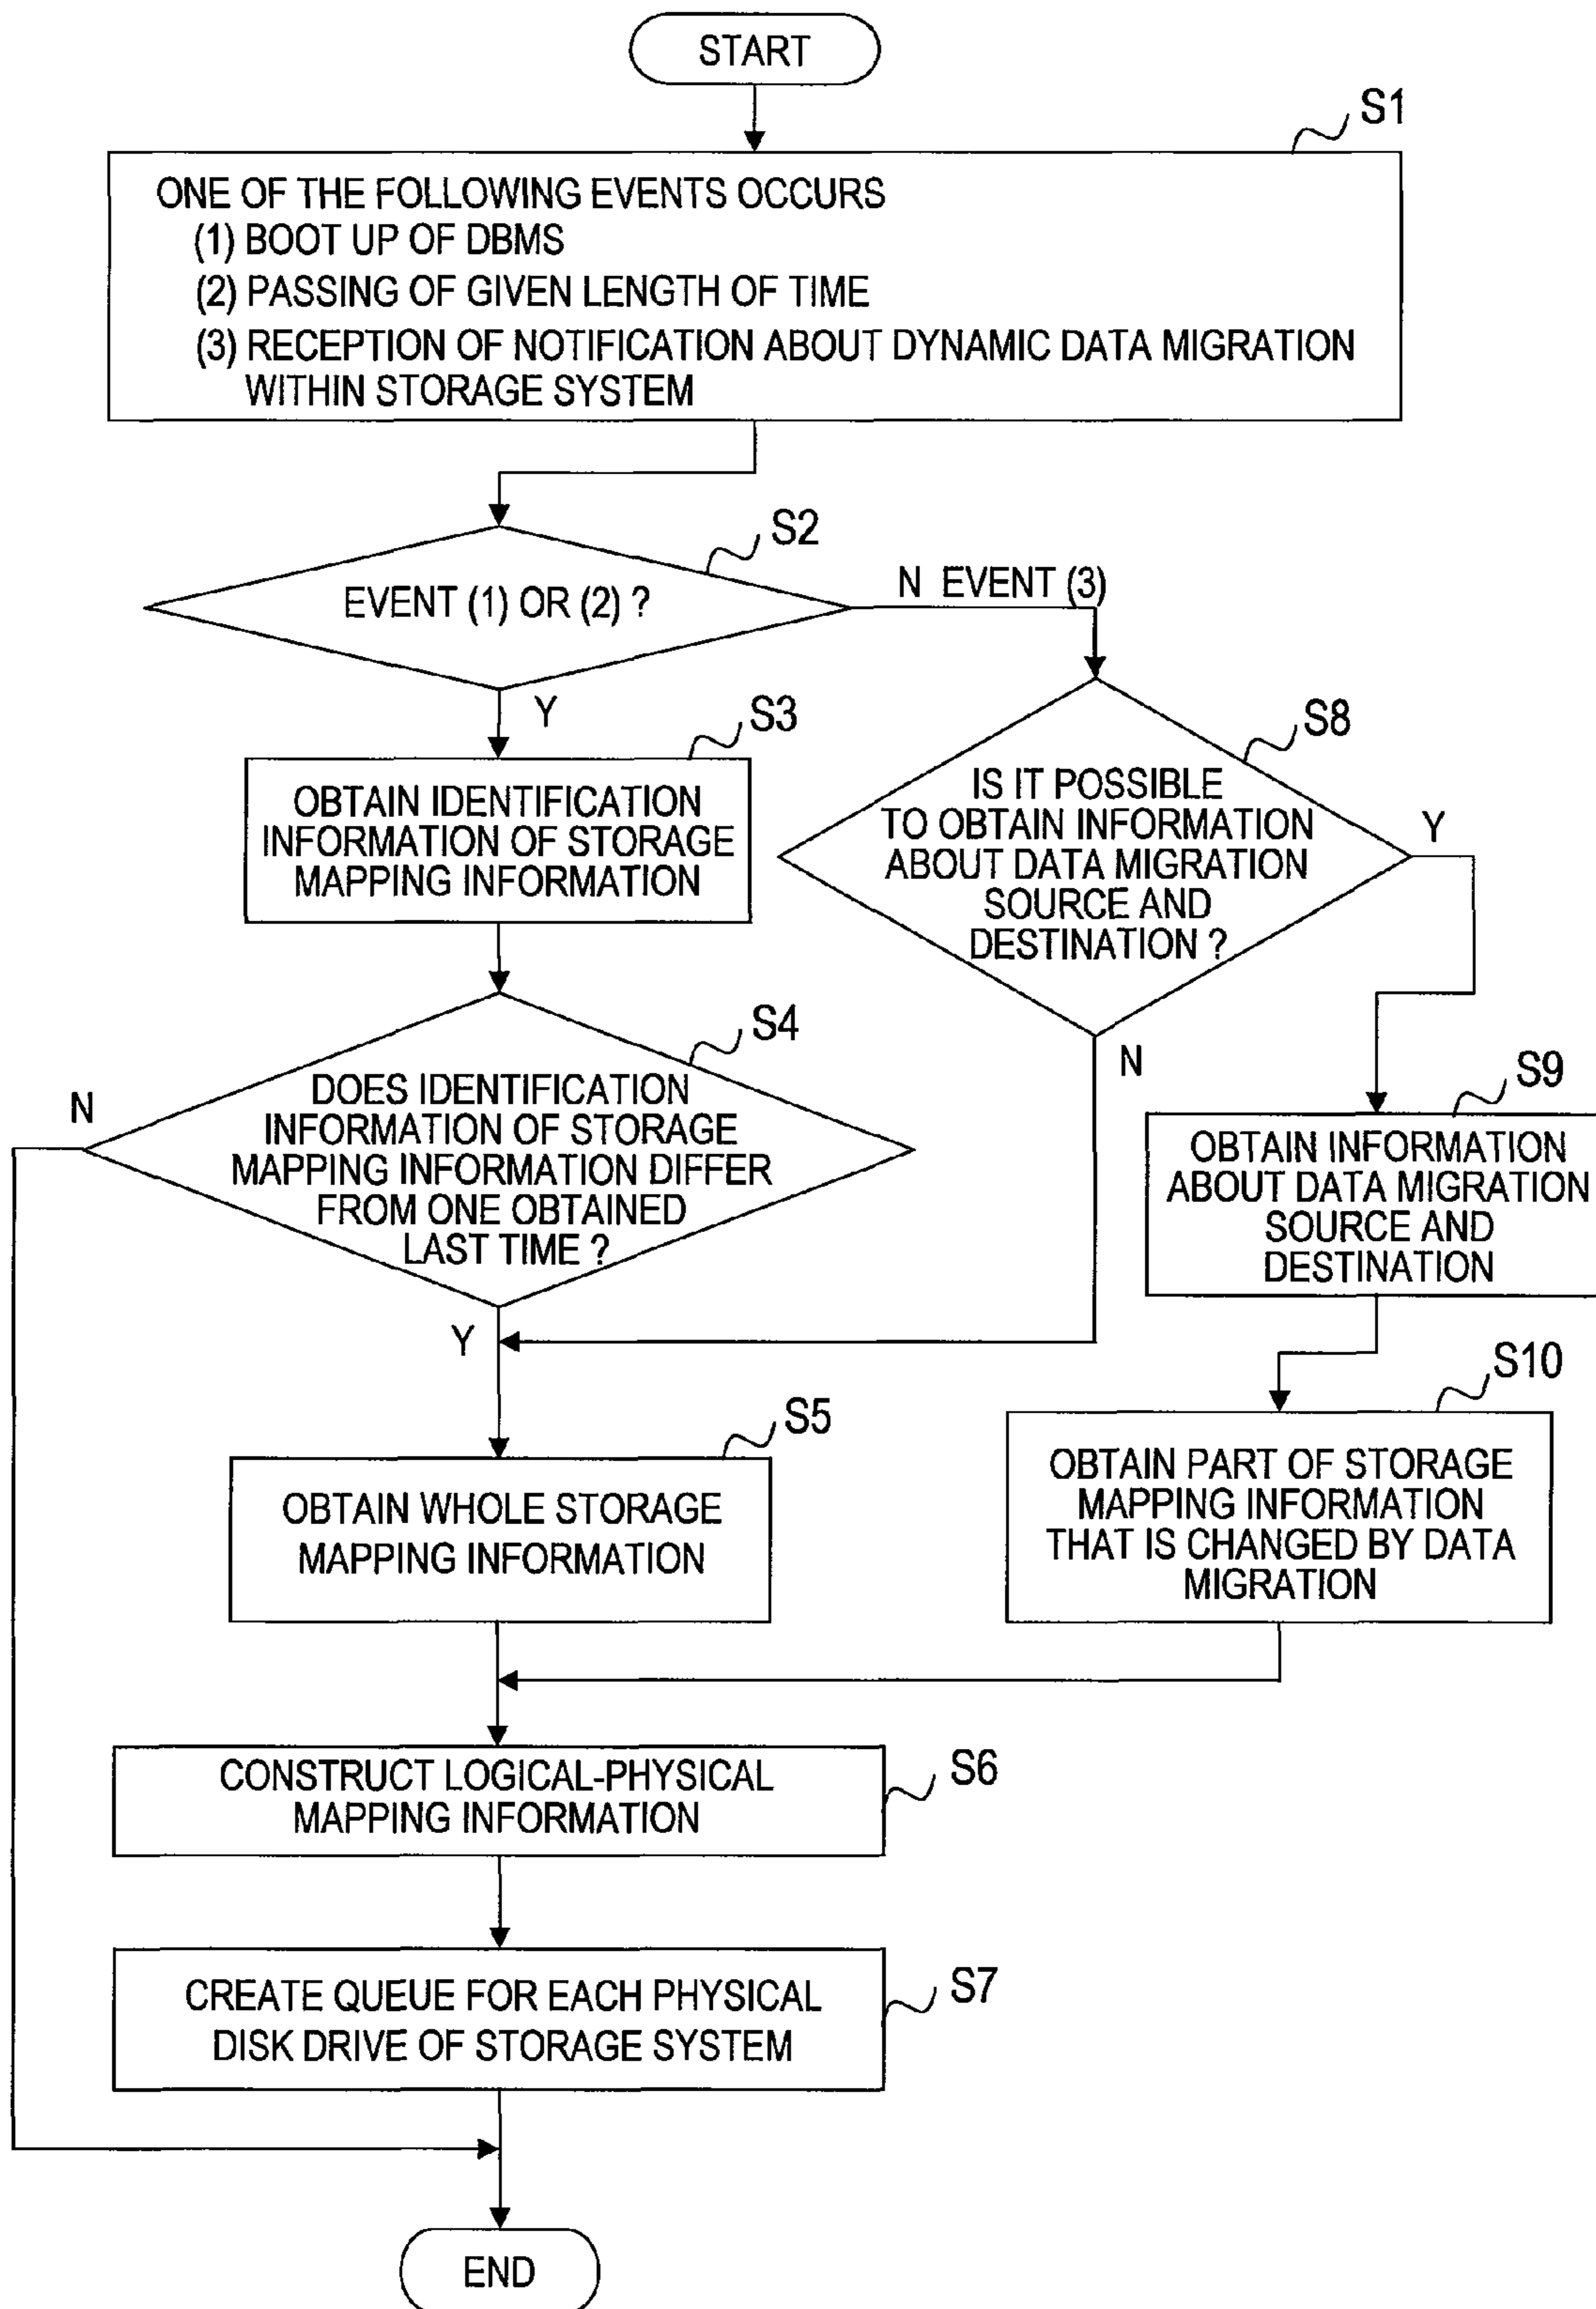 START
S1
ONE OF THE FOLLOWING EVENTS OCCURS
(1) BOOT UP OF DBMS
(2) PASSING OF GIVEN LENGTH OF TIME
(3) RECEPTION OF NOTIFICATION ABOUT DYNAMIC DATA MIGRATION
WITHIN STORAGE SYSTEM
S2
EVENT (1) OR (2) ?
N EVENT (3)
Y
S3
OBTAIN IDENTIFICATION
INFORMATION OF STORAGE
MAPPING INFORMATION
S8
IS IT POSSIBLE
TO OBTAIN INFORMATION
ABOUT DATA MIGRATION
SOURCE AND
DESTINATION ?
Y
N
S4
DOES IDENTIFICATION
INFORMATION OF STORAGE
MAPPING INFORMATION DIFFER
FROM ONE OBTAINED
LAST TIME ?
N
Y
S9
OBTAIN INFORMATION
ABOUT DATA MIGRATION
SOURCE AND
DESTINATION
S5
OBTAIN WHOLE STORAGE
MAPPING INFORMATION
S10
OBTAIN PART OF STORAGE
MAPPING INFORMATION
THAT IS CHANGED BY DATA
MIGRATION
S6
CONSTRUCT LOGICAL-PHYSICAL
MAPPING INFORMATION
S7
CREATE QUEUE FOR EACH PHYSICAL
DISK DRIVE OF STORAGE SYSTEM
END